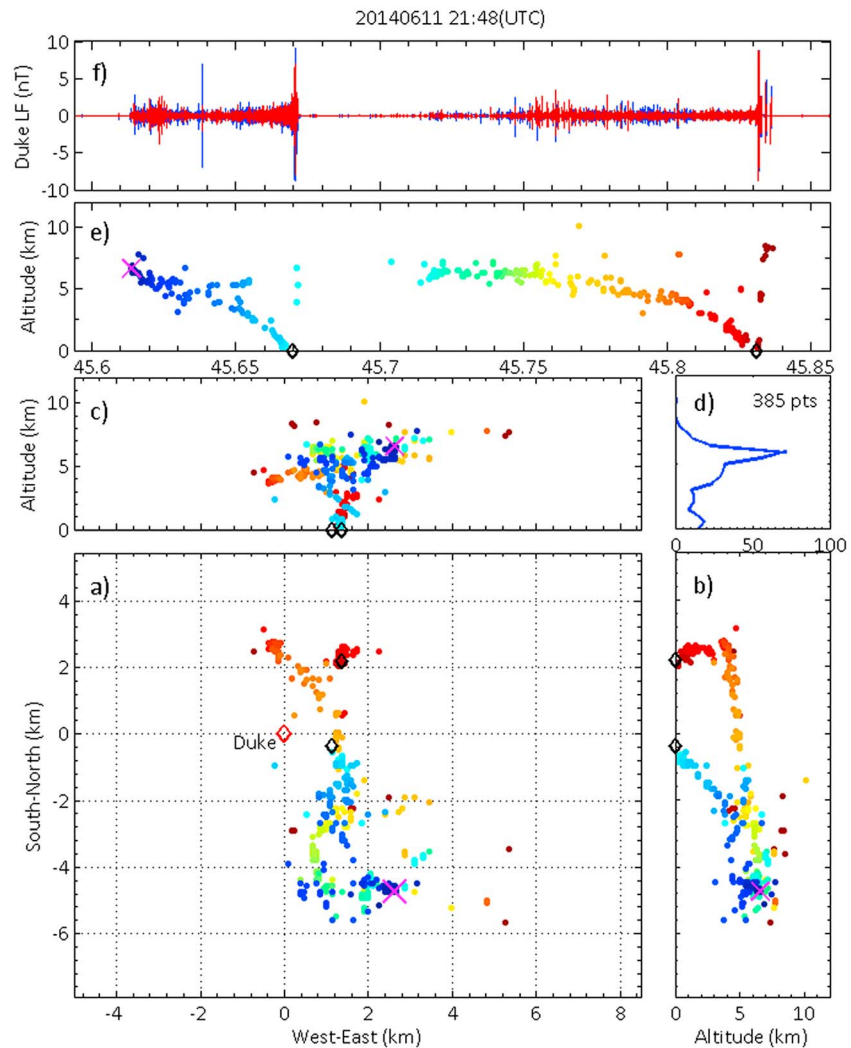 20140611 21:48(UTC)
Duke LF (nT)
10
5
0
-5
-10
f)
Altitude (km)
10
5
0
e)
45.6 45.65 45.7 45.75 45.8 45.85
Altitude (km)
10
5
0
c)
d)
385 pts
0 50 100
South-North (km)
4
2
0
-2
-4
-6
a)
Duke
-4 -2 0 2 4 6 8
West-East (km)
b)
0 5 10
Altitude (km)